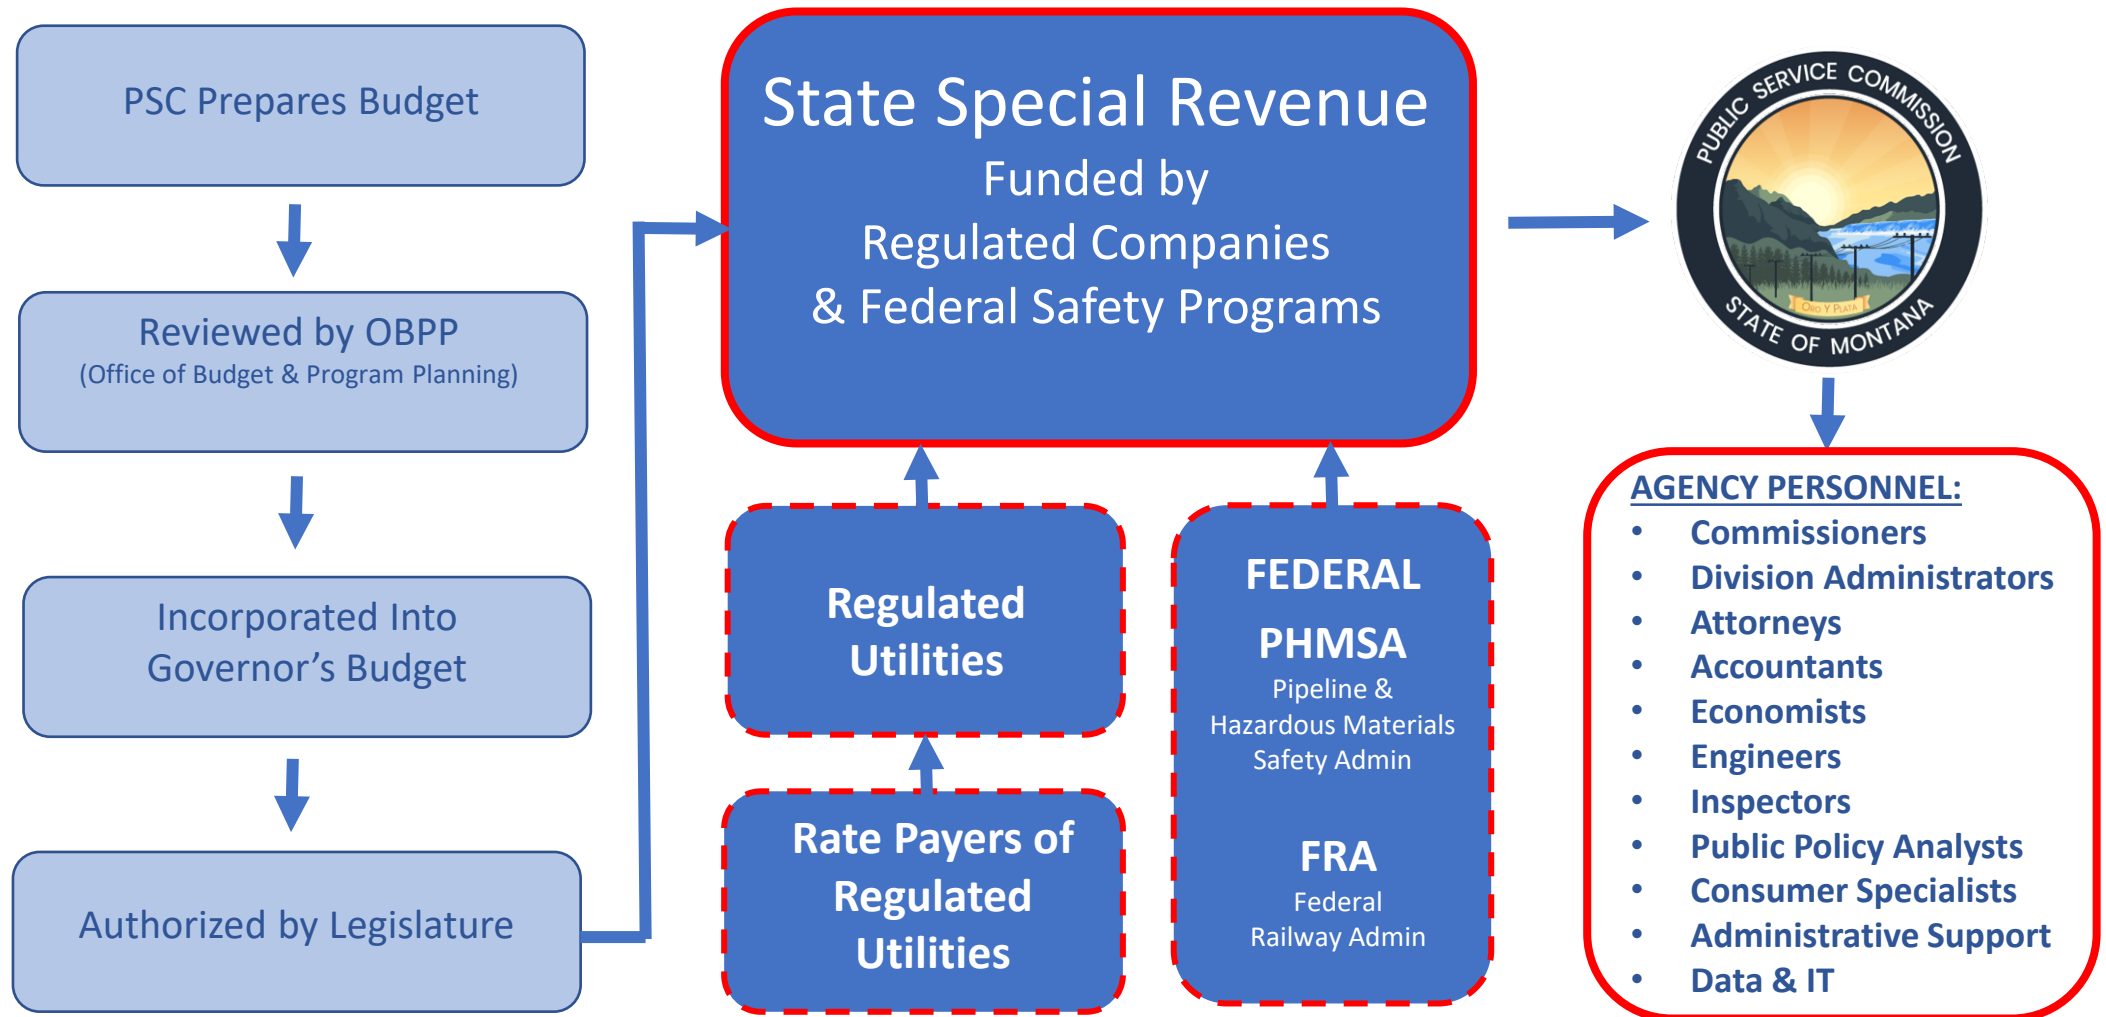 PSC Prepares Budget
Reviewed by OBPP
(Office of Budget & Program Planning)
Incorporated Into
Governor’s Budget
Authorized by Legislature
State Special Revenue
Funded by
Regulated Companies
& Federal Safety Programs
Regulated
Utilities
Rate Payers of
Regulated
Utilities
FEDERAL
PHMSA
Pipeline &
Hazardous Materials
Safety Admin
FRA
Federal
Railway Admin
PUBLIC SERVICE COMMISSION
ORO Y PLATA
STATE OF MONTANA
AGENCY PERSONNEL:
• Commissioners
• Division Administrators
• Attorneys
• Accountants
• Economists
• Engineers
• Inspectors
• Public Policy Analysts
• Consumer Specialists
• Administrative Support
• Data & IT